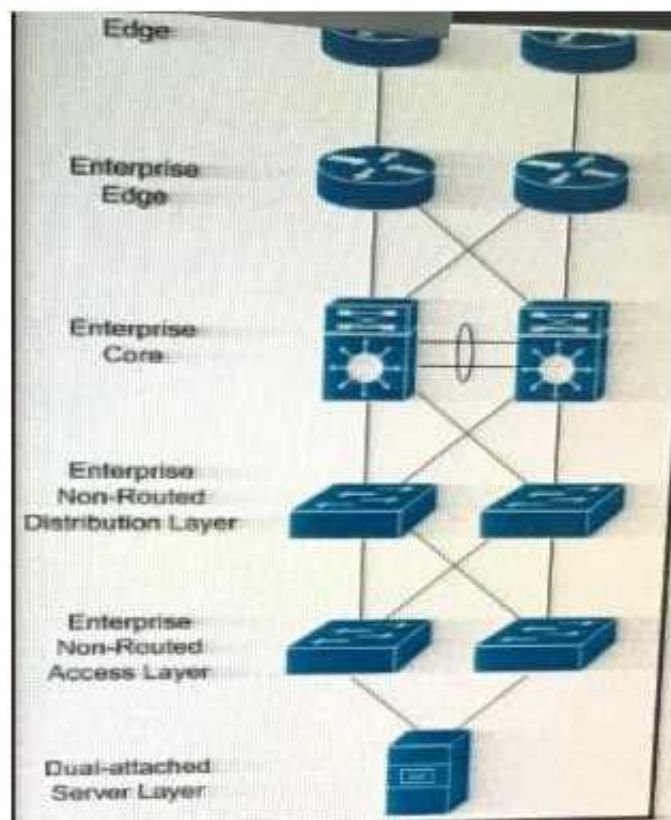 Edge
Enterprise
Edge
Enterprise
Core
Enterprise
Non-Routed
Distribution Layer
Enterprise
Non-Routed
Access Layer
Dual-attached
Server Layer